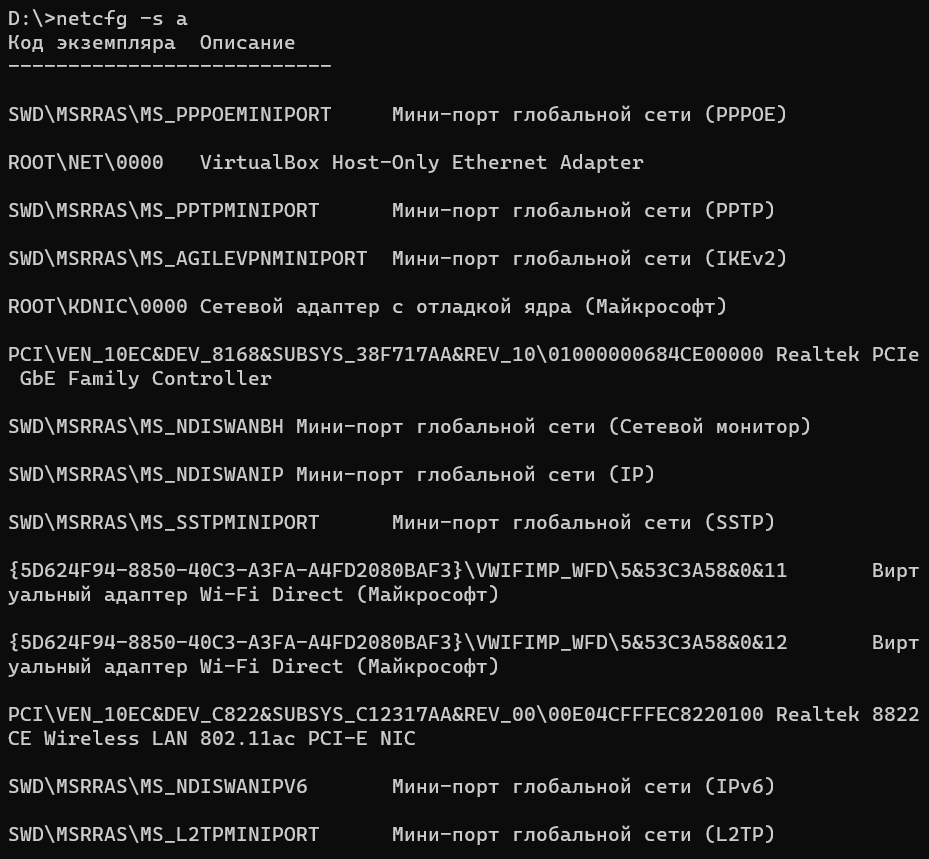 D:\>netcfg -s a
Код экземпляра  Описание
---------------------------
SWD\MSRRAS\MS_PPPOEMINIPORT     Мини-порт глобальной сети (PPPOE)
ROOT\NET\0000   VirtualBox Host-Only Ethernet Adapter
SWD\MSRRAS\MS_PPTPMINIPORT      Мини-порт глобальной сети (PPTP)
SWD\MSRRAS\MS_AGILEVPNMINIPORT  Мини-порт глобальной сети (IKEv2)
ROOT\KDNIC\0000 Сетевой адаптер с отладкой ядра (Майкрософт)
PCI\VEN_10EC&DEV_8168&SUBSYS_38F717AA&REV_10\01000000684CE00000 Realtek PCIe
 GbE Family Controller
SWD\MSRRAS\MS_NDISWANBH Мини-порт глобальной сети (Сетевой монитор)
SWD\MSRRAS\MS_NDISWANIP Мини-порт глобальной сети (IP)
SWD\MSRRAS\MS_SSTPMINIPORT      Мини-порт глобальной сети (SSTP)
{5D624F94-8850-40C3-A3FA-A4FD2080BAF3}\VWIFIMP_WFD\5&53C3A58&0&11       Вирт
уальный адаптер Wi-Fi Direct (Майкрософт)
{5D624F94-8850-40C3-A3FA-A4FD2080BAF3}\VWIFIMP_WFD\5&53C3A58&0&12       Вирт
уальный адаптер Wi-Fi Direct (Майкрософт)
PCI\VEN_10EC&DEV_C822&SUBSYS_C12317AA&REV_00\00E04CFFFEC8220100 Realtek 8822
CE Wireless LAN 802.11ac PCI-E NIC
SWD\MSRRAS\MS_NDISWANIPV6       Мини-порт глобальной сети (IPv6)
SWD\MSRRAS\MS_L2TPMINIPORT      Мини-порт глобальной сети (L2TP)